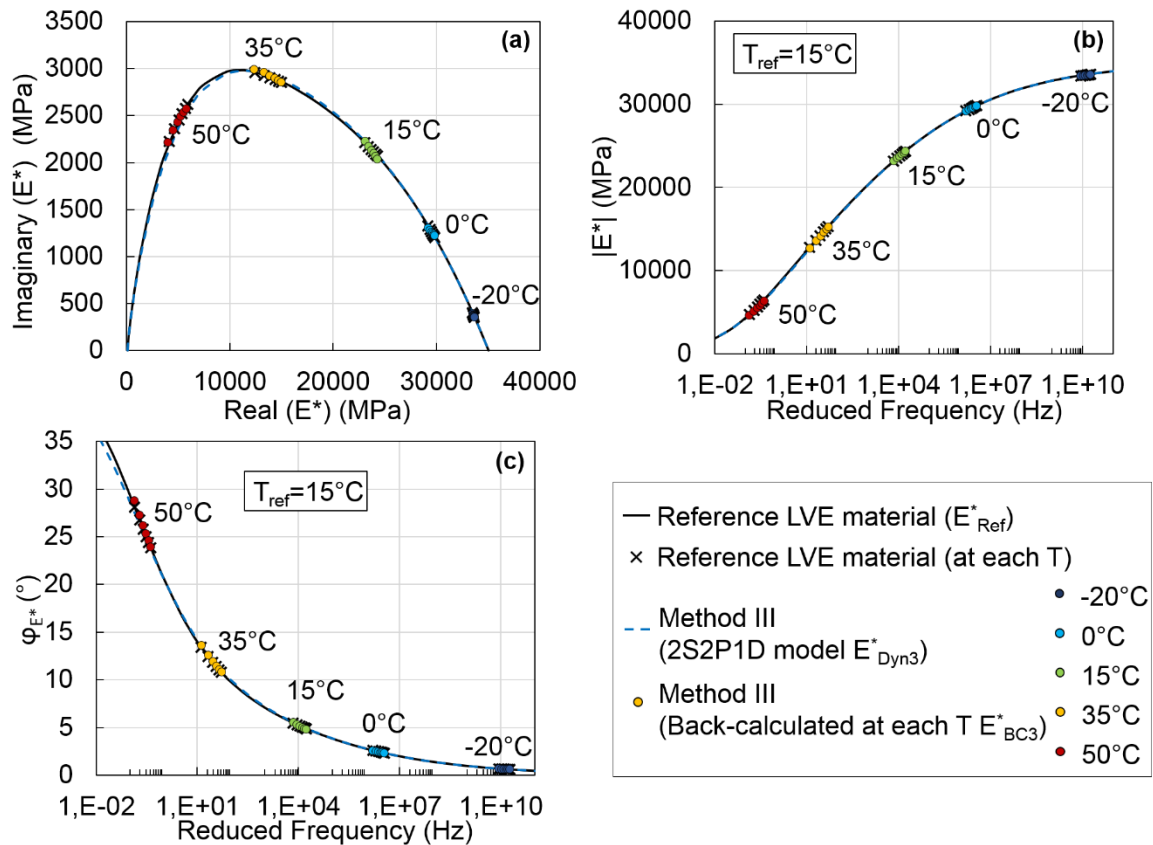 (a)
3500
3000
2500
2000
1500
1000
500
0
Imaginary (E*) (MPa)
35°C
50°C
15°C
0°C
-20°C
0 10000 20000 30000 40000
Real (E*) (MPa)
(b)
Tref=15°C
40000
30000
20000
10000
0
|E*| (MPa)
-20°C
0°C
15°C
35°C
50°C
1,E-02 1,E+01 1,E+04 1,E+07 1,E+10
Reduced Frequency (Hz)
(c)
Tref=15°C
35
30
25
20
15
10
5
0
φE* (°)
50°C
35°C
15°C
0°C
-20°C
1,E-02 1,E+01 1,E+04 1,E+07 1,E+10
Reduced Frequency (Hz)
Reference LVE material (E*Ref)
Reference LVE material (at each T)
Method III
(2S2P1D model E*Dyn3)
Method III
(Back-calculated at each T E*BC3)
-20°C
0°C
15°C
35°C
50°C